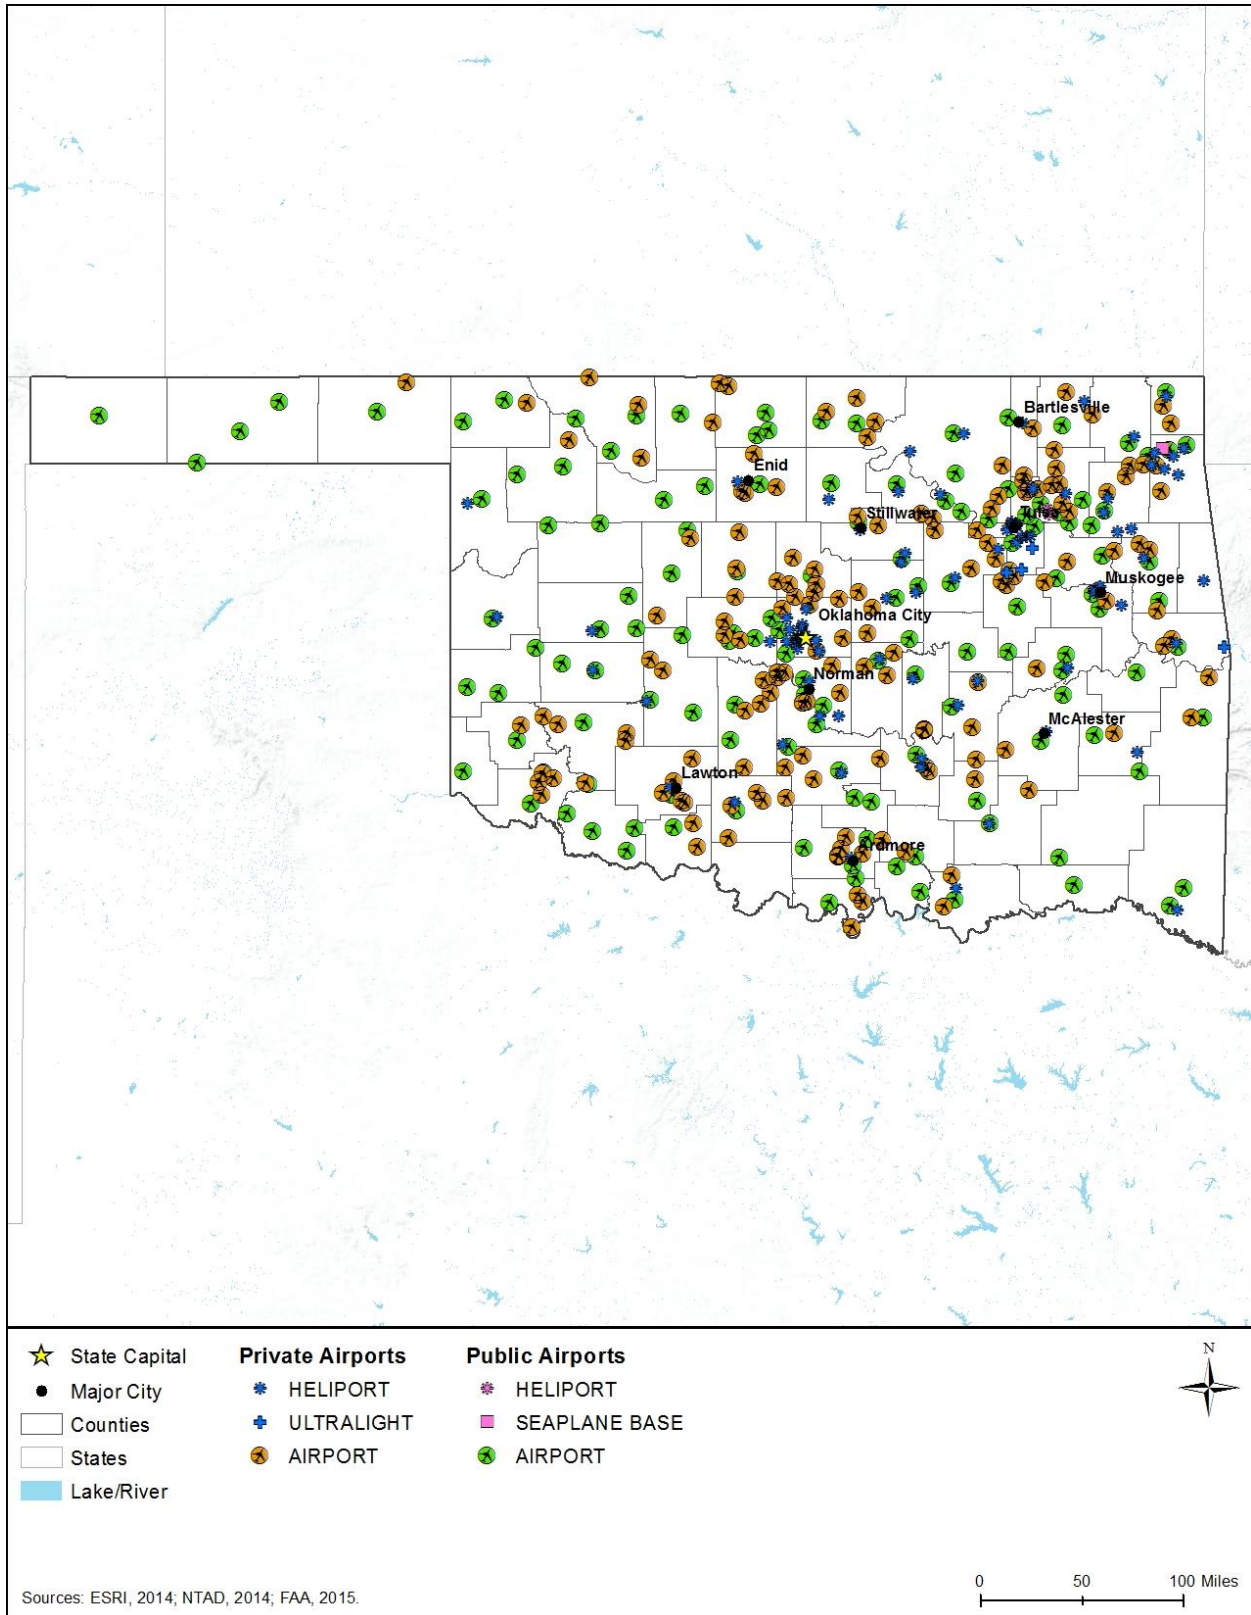 Bartlesville
Enid
Stillwater
Tulsa
Muskogee
Oklahoma City
Norman
McAlester
Lawton
Ardmore
State Capital
Major City
Counties
States
Lake/River
Private Airports
HELIPORT
ULTRALIGHT
AIRPORT
Public Airports
HELIPORT
SEAPLANE BASE
AIRPORT
N
0 50 100 Miles
Sources: ESRI, 2014; NTAD, 2014; FAA, 2015.